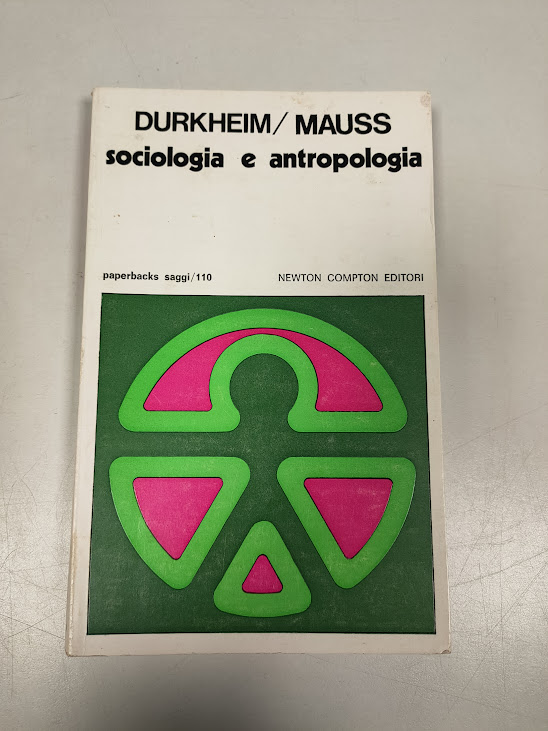 DURKHEIM/ MAUSS
sociologia e antropologia
paperbacks saggi/110 NEWTON COMPTON EDITORI